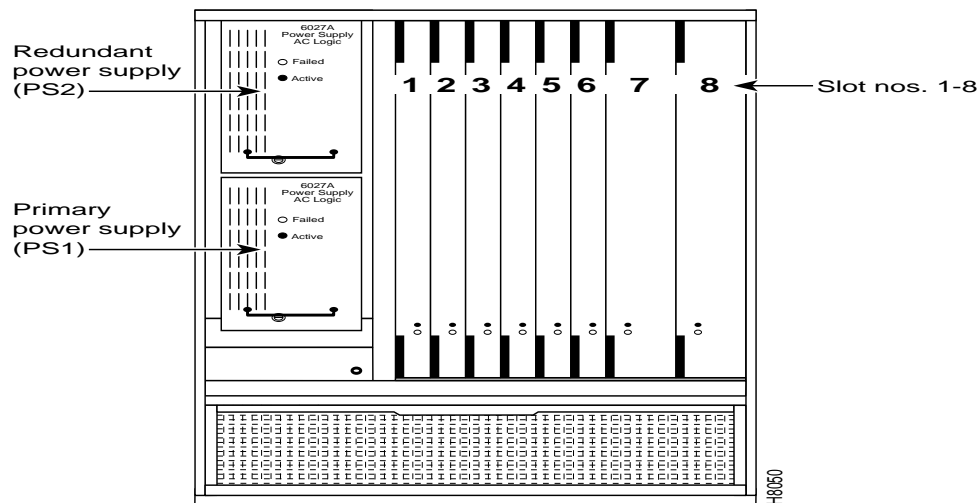 Redundant
power supply
(PS2)
6027A
Power Supply
AC Logic
Failed
Active
1 2 3 4 5 6 7 8
Slot nos. 1-8
Primary
power supply
(PS1)
6027A
Power Supply
AC Logic
Failed
Active
H8050